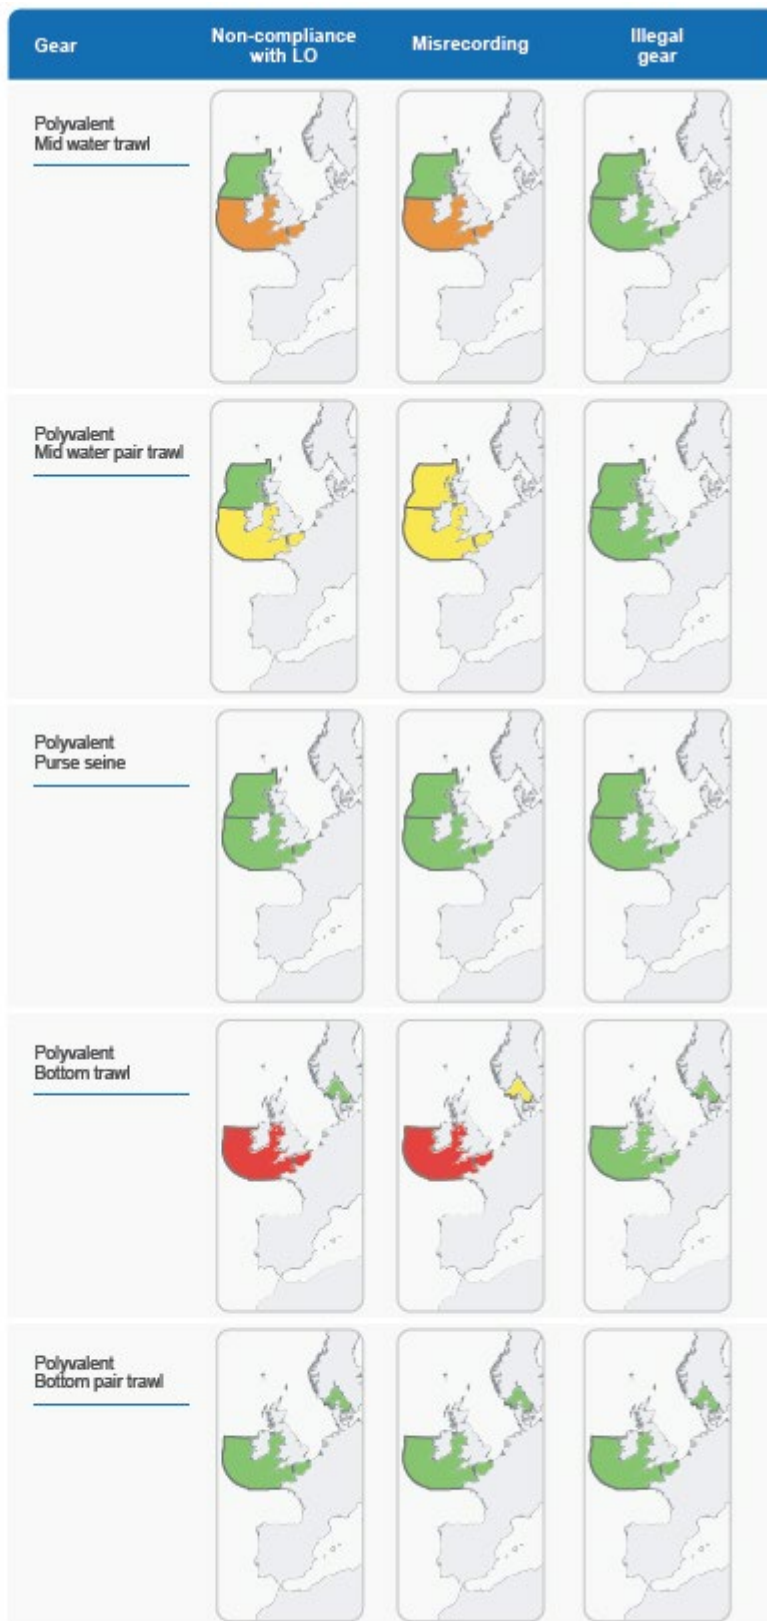 Gear
Non-compliance
with LO
Misrecording
Illegal
gear
Polyvalent
Mid water trawl
Polyvalent
Mid water pair trawl
Polyvalent
Purse seine
Polyvalent
Bottom trawl
Polyvalent
Bottom pair trawl